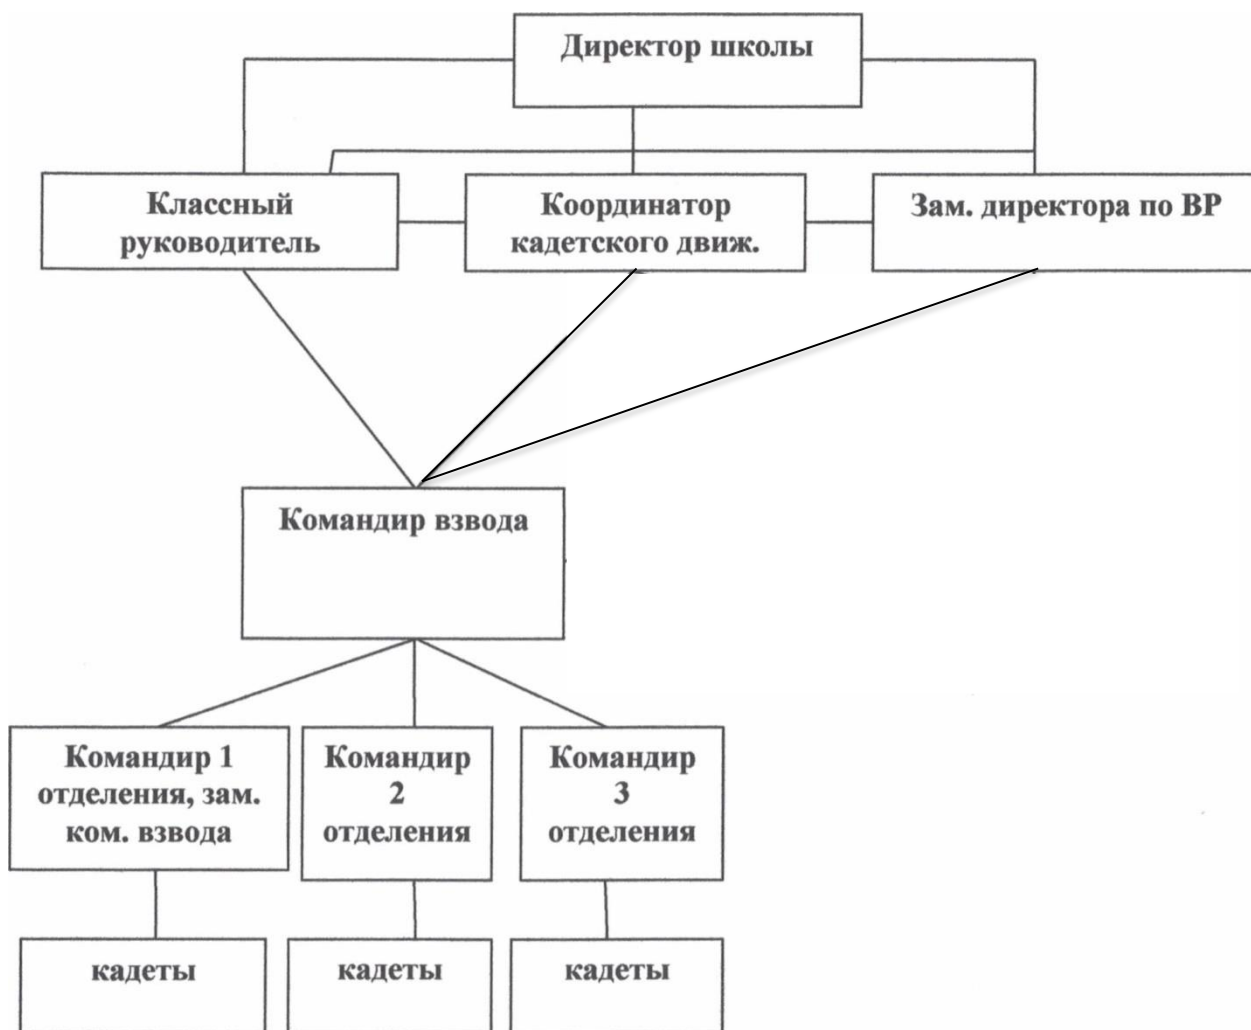 Директор школы
Классный
руководитель
Координатор
кадетского движ.
Зам. директора по ВР
Командир взвода
Командир 1
отделения, зам.
ком. взвода
Командир
2
отделения
Командир
3
отделения
кадеты
кадеты
кадеты